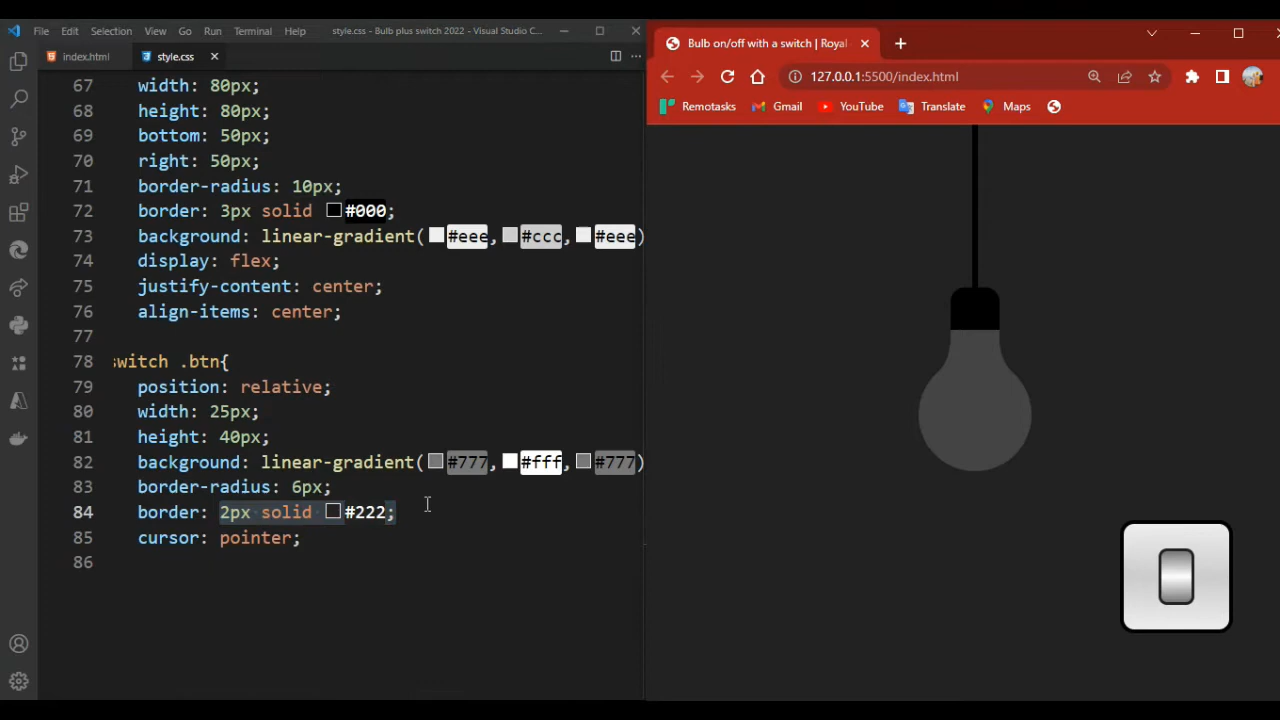 File Edit Selection View Go Run Terminal Help style.css - Bulb plus switch 2022 - Visual Studio C...
index.html style.css
67 width: 80px;
68 height: 80px;
69 bottom: 50px;
70 right: 50px;
71 border-radius: 10px;
72 border: 3px solid #000;
73 background: linear-gradient(#eee,#ccc,#eee)
74 display: flex;
75 justify-content: center;
76 align-items: center;
77
78 switch .btn{
79 position: relative;
80 width: 25px;
81 height: 40px;
82 background: linear-gradient(#777,#fff,#777)
83 border-radius: 6px;
84 border: 2px solid #222;
85 cursor: pointer;
86
Bulb on/off with a switch | Royal
127.0.0.1:5500/index.html
Remotasks Gmail YouTube Translate Maps